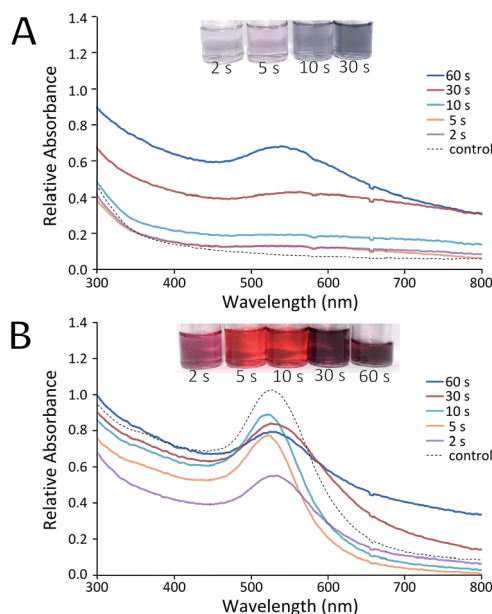 A
1.4
1.2
1.0
0.8
0.6
0.4
0.2
0.0
Relative Absorbance
2 s
5 s
10 s
30 s
60 s
30 s
10 s
5 s
2 s
control
300
400
500
600
700
800
Wavelength (nm)
B
1.4
1.2
1.0
0.8
0.6
0.4
0.2
0.0
Relative Absorbance
2 s
5 s
10 s
30 s
60 s
60 s
30 s
10 s
5 s
2 s
control
300
400
500
600
700
800
Wavelength (nm)